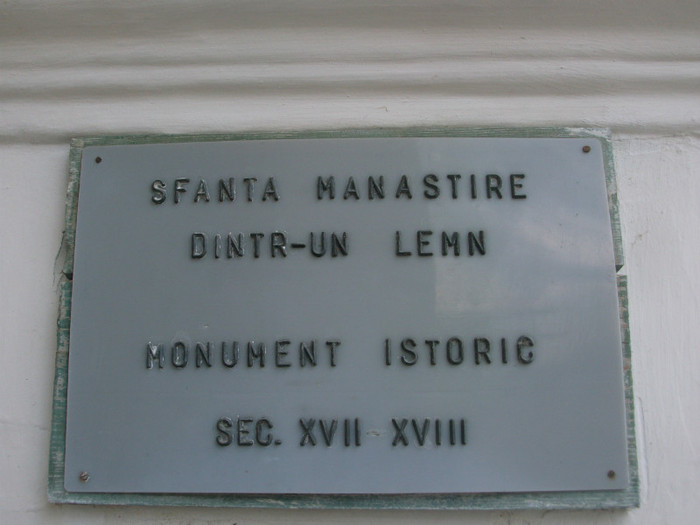 SFANTA MANASTIRE
DINTR-UN LEMN
MONUMENT ISTORIC
SEC. XVII-XVIII